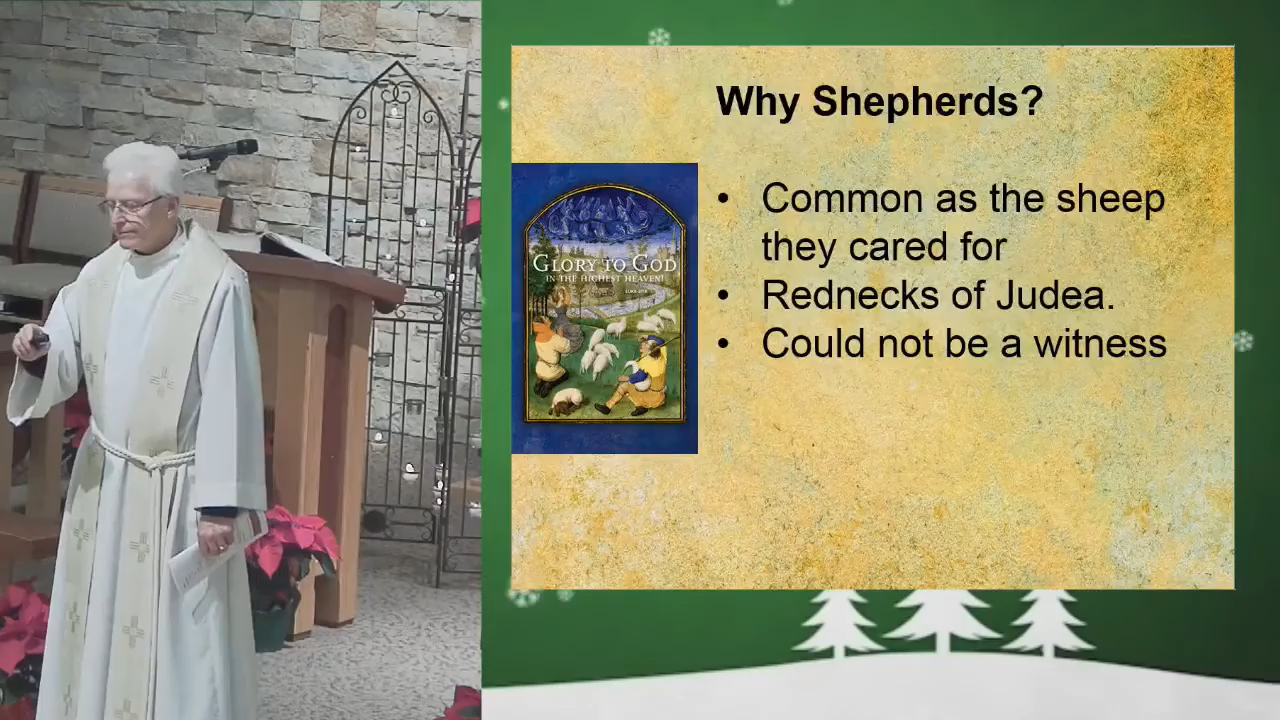 Why Shepherds?
• Common as the sheep
they cared for
• Rednecks of Judea.
• Could not be a witness
GLORY TO GOD
IN THE HIGHEST HEAVEN!